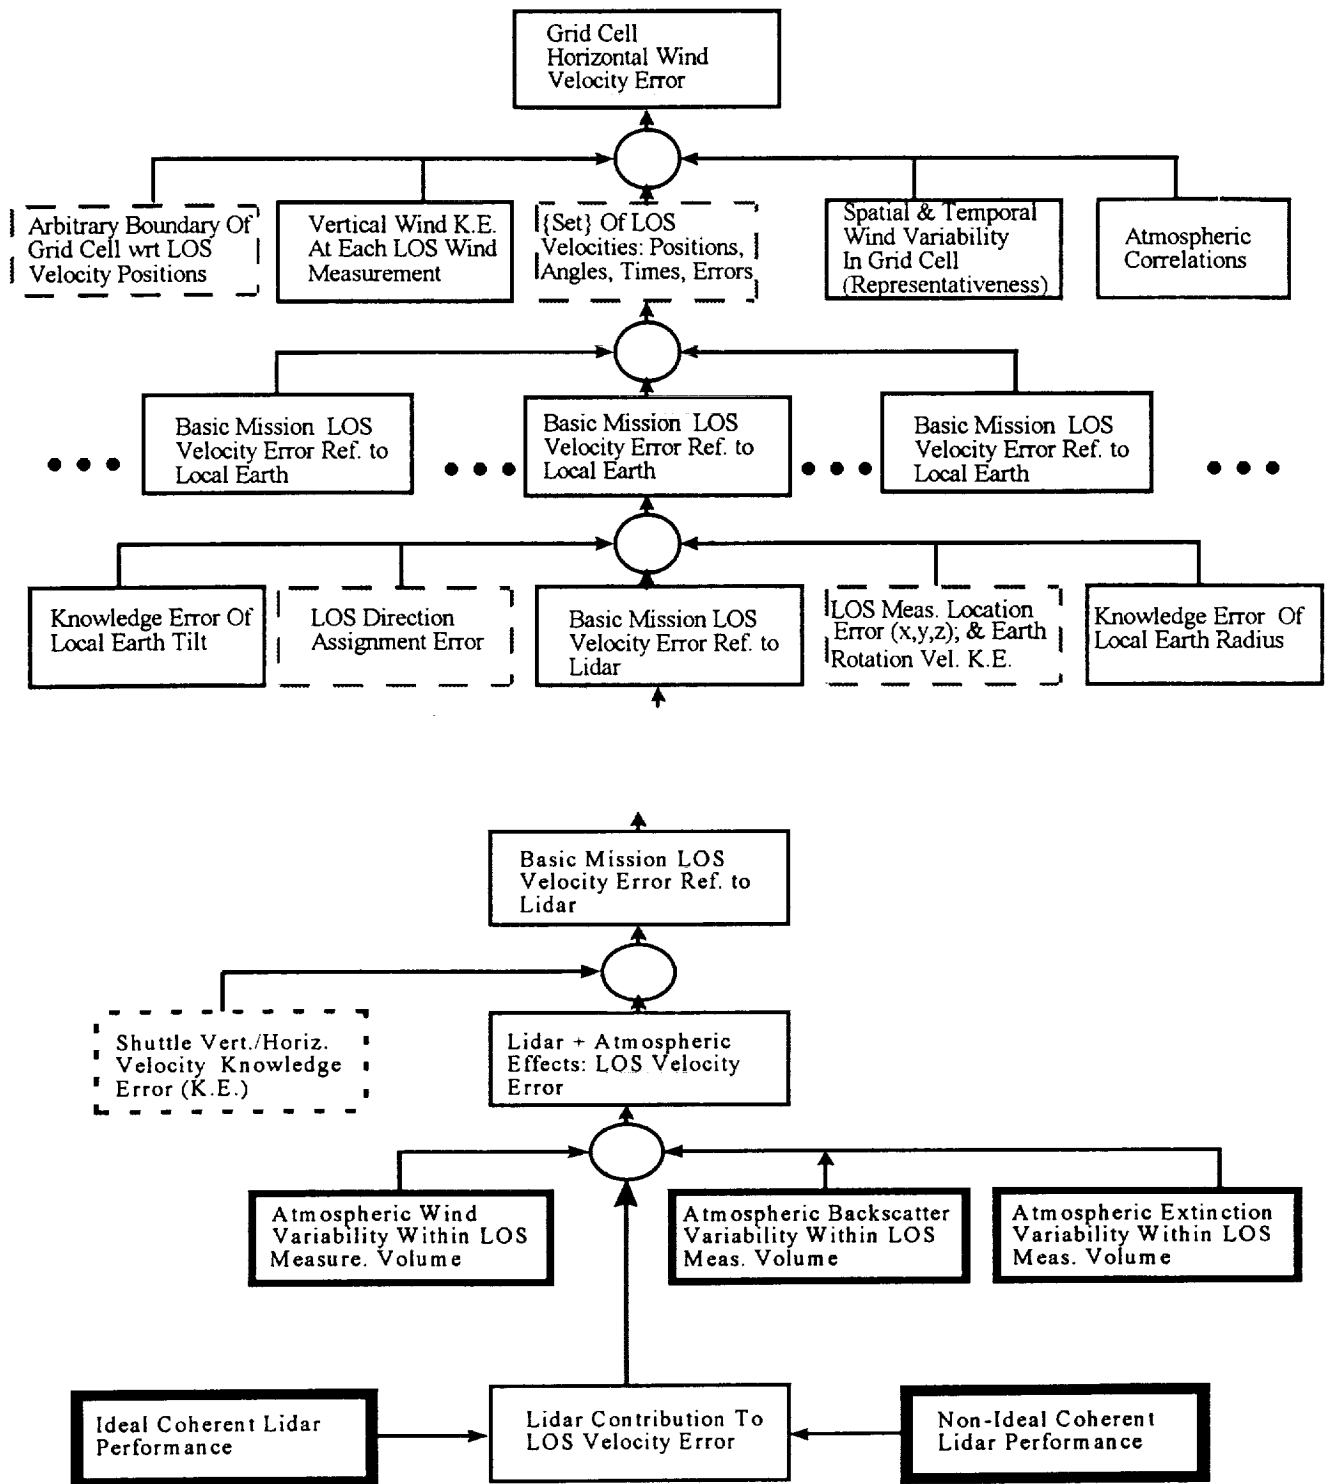 Grid Cell
Horizontal Wind
Velocity Error
Arbitrary Boundary Of
Grid Cell wrt LOS
Velocity Positions
Vertical Wind K.E.
At Each LOS Wind
Measurement
{Set} Of LOS
Velocities: Positions,
Angles, Times, Errors
Spatial & Temporal
Wind Variability
In Grid Cell
(Representativeness)
Atmospheric
Correlations
Basic Mission LOS
Velocity Error Ref. to
Local Earth
Basic Mission LOS
Velocity Error Ref. to
Local Earth
Basic Mission LOS
Velocity Error Ref. to
Local Earth
Knowledge Error Of
Local Earth Tilt
LOS Direction
Assignment Error
Basic Mission LOS
Velocity Error Ref. to
Lidar
LOS Meas. Location
Error (x,y,z); & Earth
Rotation Vel. K.E.
Knowledge Error Of
Local Earth Radius
Basic Mission LOS
Velocity Error Ref. to
Lidar
Shuttle Vert./Horiz.
Velocity Knowledge
Error (K.E.)
Lidar + Atmospheric
Effects: LOS Velocity
Error
Atmospheric Wind
Variability Within LOS
Measure. Volume
Atmospheric Backscatter
Variability Within LOS
Meas. Volume
Atmospheric Extinction
Variability Within LOS
Meas. Volume
Ideal Coherent Lidar
Performance
Lidar Contribution To
LOS Velocity Error
Non-Ideal Coherent
Lidar Performance